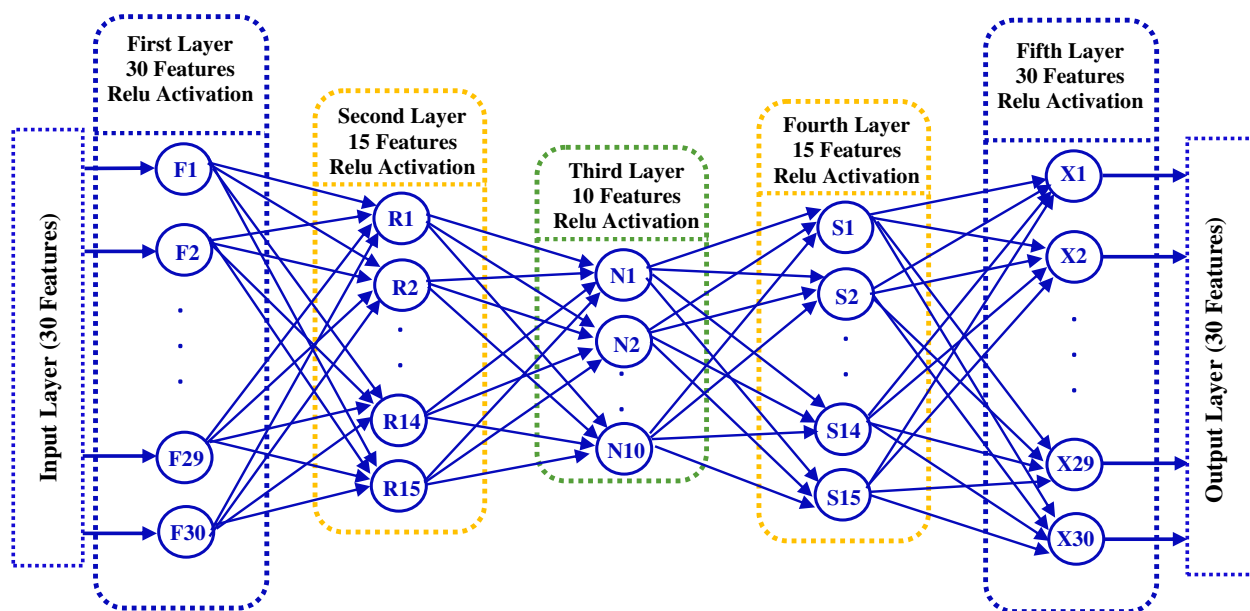 Input Layer (30 Features)
First Layer
30 Features
Relu Activation
F1
F2
F29
F30
Second Layer
15 Features
Relu Activation
R1
R2
R14
R15
Third Layer
10 Features
Relu Activation
N1
N2
N10
Fourth Layer
15 Features
Relu Activation
S1
S2
S14
S15
Fifth Layer
30 Features
Relu Activation
X1
X2
X29
X30
Output Layer (30 Features)